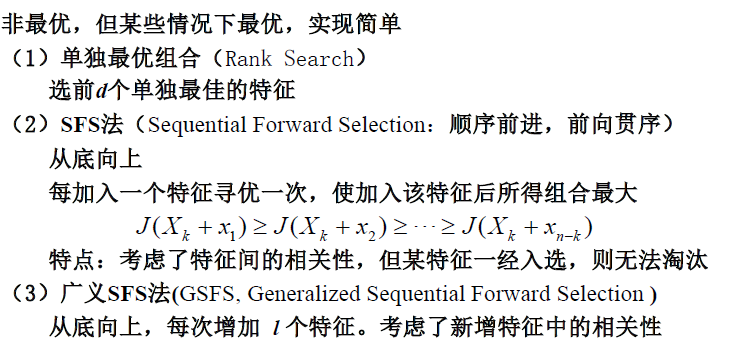 非最优，但某些情况下最优，实现简单
（1）单独最优组合（Rank Search）
选前d个单独最佳的特征
（2）SFS法（Sequential Forward Selection：顺序前进，前向贯序）
从底向上
每加入一个特征寻优一次，使加入该特征后所得组合最大
J(X_k + x_1) ≥ J(X_k + x_2) ≥ ⋯ ≥ J(X_k + x_{n-k})
特点：考虑了特征间的相关性，但某特征一经入选，则无法淘汰
（3）广义SFS法(GSFS, Generalized Sequential Forward Selection )
从底向上，每次增加 l 个特征。考虑了新增特征中的相关性